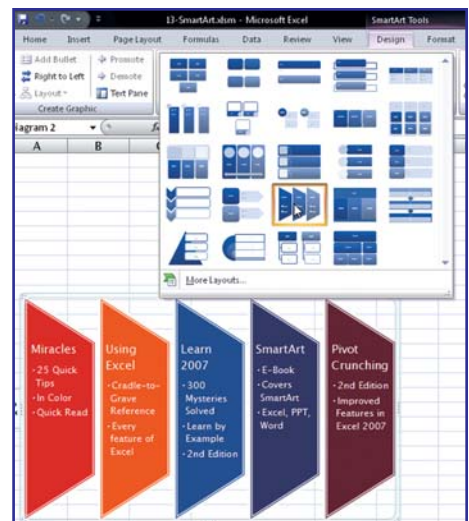 13-SmartArt.xlsm - Microsoft Excel
SmartArt Tools
Home Insert Page Layout Formulas Data Review View Design Format
Add Bullet
Promote
Right to Left
Demote
Layout
Text Pane
Create Graphic
iagram 2
A B
More Layouts...
Miracles
• 25 Quick
Tips
• In Color
• Quick Read
Using
Excel
• Cradle-to-
Grave
Reference
• Every
feature of
Excel
Learn
2007
• 300
Mysteries
Solved
• Learn by
Example
• 2nd Edition
SmartArt
• E-Book
• Covers
SmartArt
• Excel, PPT,
Word
Pivot
Crunching
• 2nd Edition
• Improved
Features in
Excel 2007